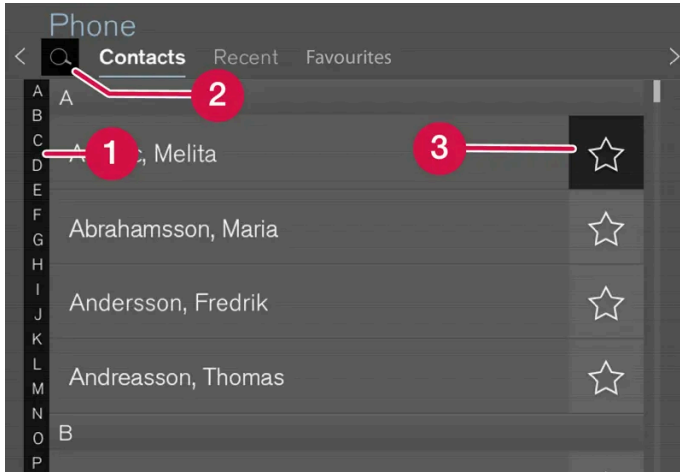 Phone
< Contacts Recent Favourites >
A
B
C
D
E
F
G
H
I
J
K
L
M
N
O
P
A
2
1
Melita
3
Abrahamsson, Maria
Andersson, Fredrik
Andreasson, Thomas
B